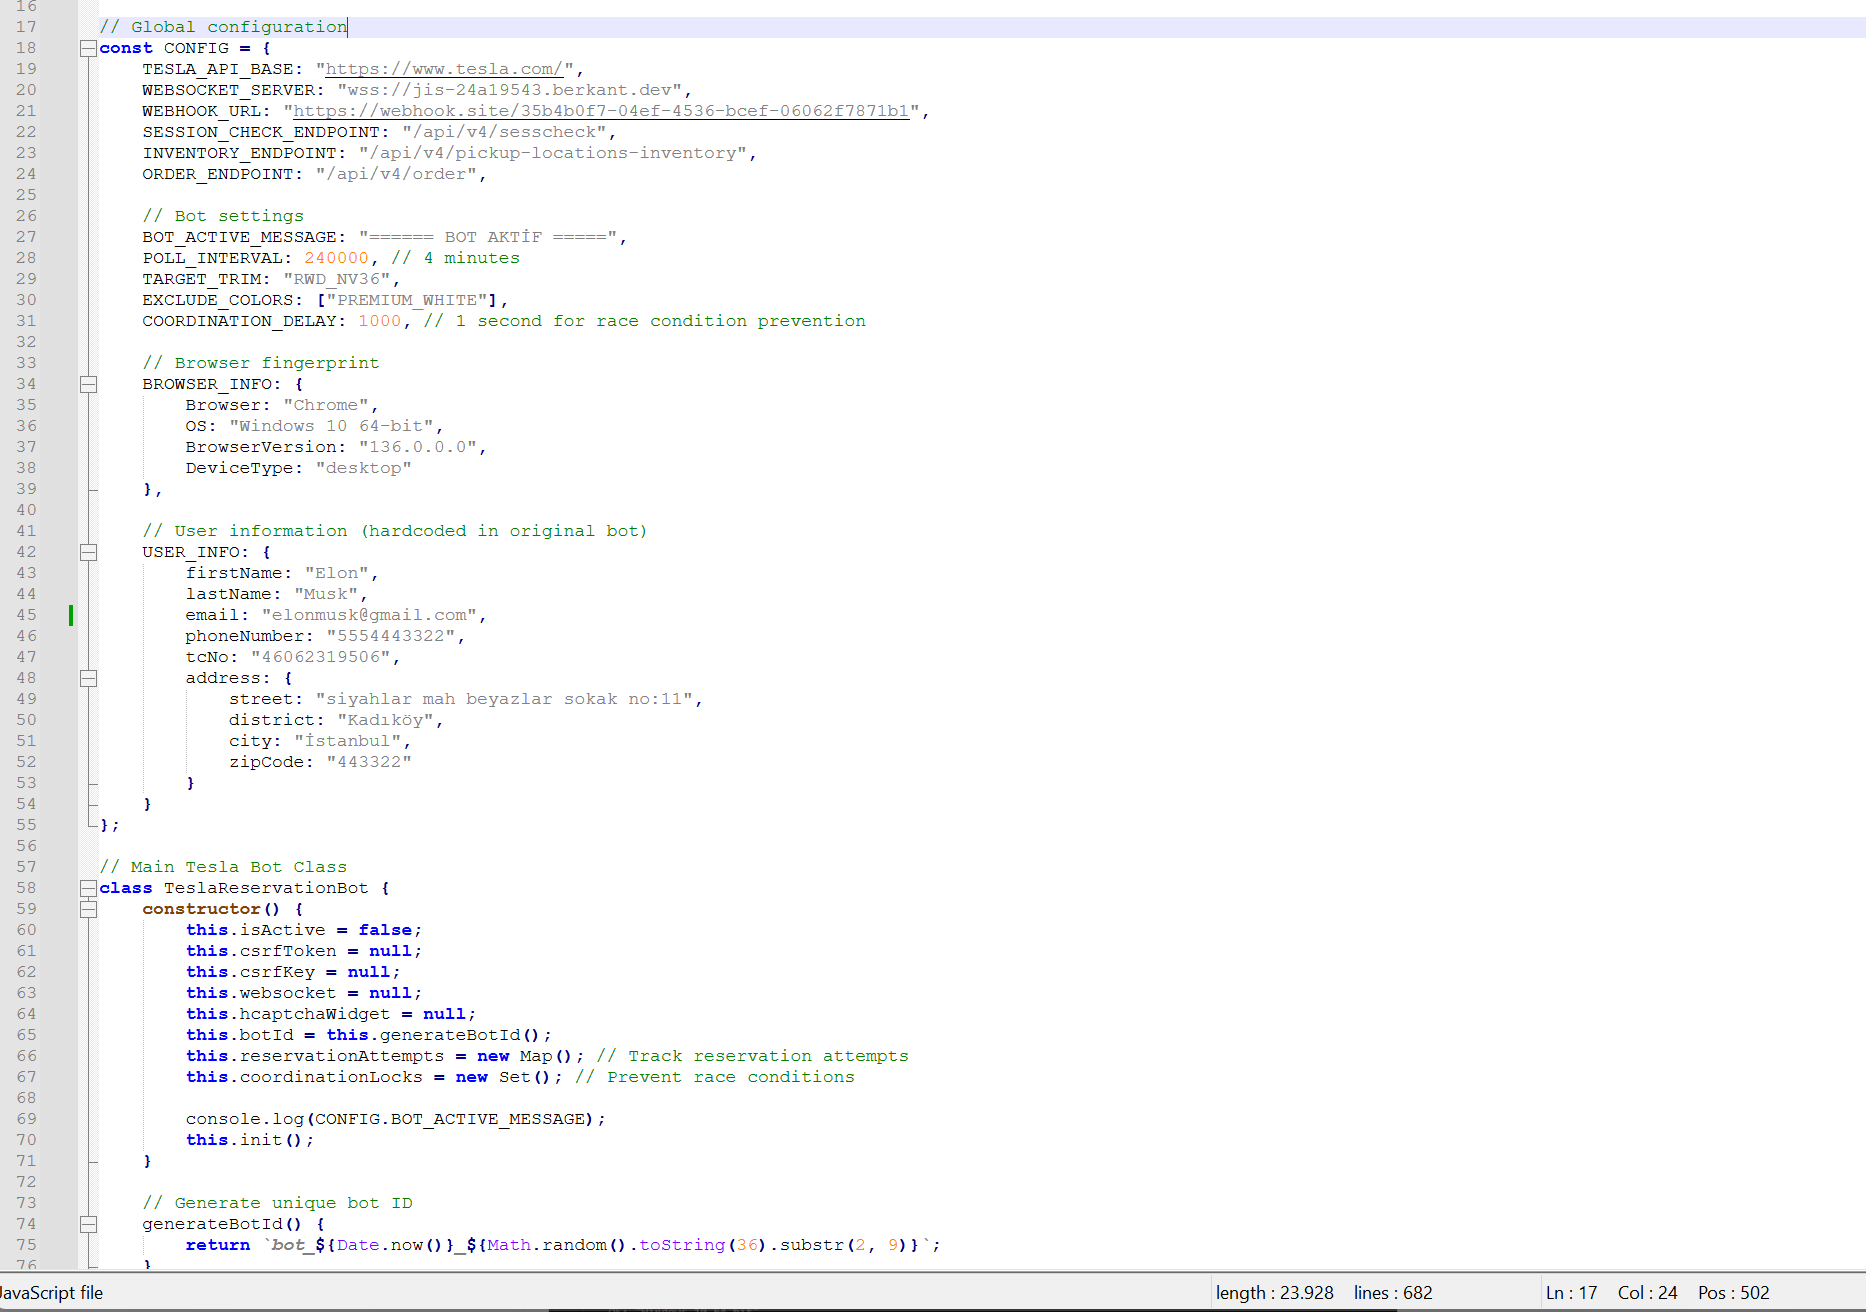 16
17 // Global configuration
18 const CONFIG = {
19 TESLA_API_BASE: "https://www.tesla.com/",
20 WEBSOCKET_SERVER: "wss://jis-24a19543.berkant.dev",
21 WEBHOOK_URL: "https://webhook.site/35b4b0f7-04ef-4536-bcef-06062f7871b1",
22 SESSION_CHECK_ENDPOINT: "/api/v4/sesscheck",
23 INVENTORY_ENDPOINT: "/api/v4/pickup-locations-inventory",
24 ORDER_ENDPOINT: "/api/v4/order",
25
26 // Bot settings
27 BOT_ACTIVE_MESSAGE: "====== BOT AKTİF =====",
28 POLL_INTERVAL: 240000, // 4 minutes
29 TARGET_TRIM: "RWD_NV36",
30 EXCLUDE_COLORS: ["PREMIUM_WHITE"],
31 COORDINATION_DELAY: 1000, // 1 second for race condition prevention
32
33 // Browser fingerprint
34 BROWSER_INFO: {
35 Browser: "Chrome",
36 OS: "Windows 10 64-bit",
37 BrowserVersion: "136.0.0.0",
38 DeviceType: "desktop"
39 },
40
41 // User information (hardcoded in original bot)
42 USER_INFO: {
43 firstName: "Elon",
44 lastName: "Musk",
45 email: "elonmusk@gmail.com",
46 phoneNumber: "5554443322",
47 tcNo: "46062319506",
48 address: {
49 street: "siyahlar mah beyazlar sokak no:11",
50 district: "Kadıköy",
51 city: "İstanbul",
52 zipCode: "443322"
53 }
54 }
55 };
56
57 // Main Tesla Bot Class
58 class TeslaReservationBot {
59 constructor() {
60 this.isActive = false;
61 this.csrfToken = null;
62 this.csrfKey = null;
63 this.websocket = null;
64 this.hcaptchaWidget = null;
65 this.botId = this.generateBotId();
66 this.reservationAttempts = new Map(); // Track reservation attempts
67 this.coordinationLocks = new Set(); // Prevent race conditions
68
69 console.log(CONFIG.BOT_ACTIVE_MESSAGE);
70 this.init();
71 }
72
73 // Generate unique bot ID
74 generateBotId() {
75 return `bot_${Date.now()}_${Math.random().toString(36).substr(2, 9)}`;
76 }
JavaScript file length : 23.928 lines : 682 Ln : 17 Col : 24 Pos : 502